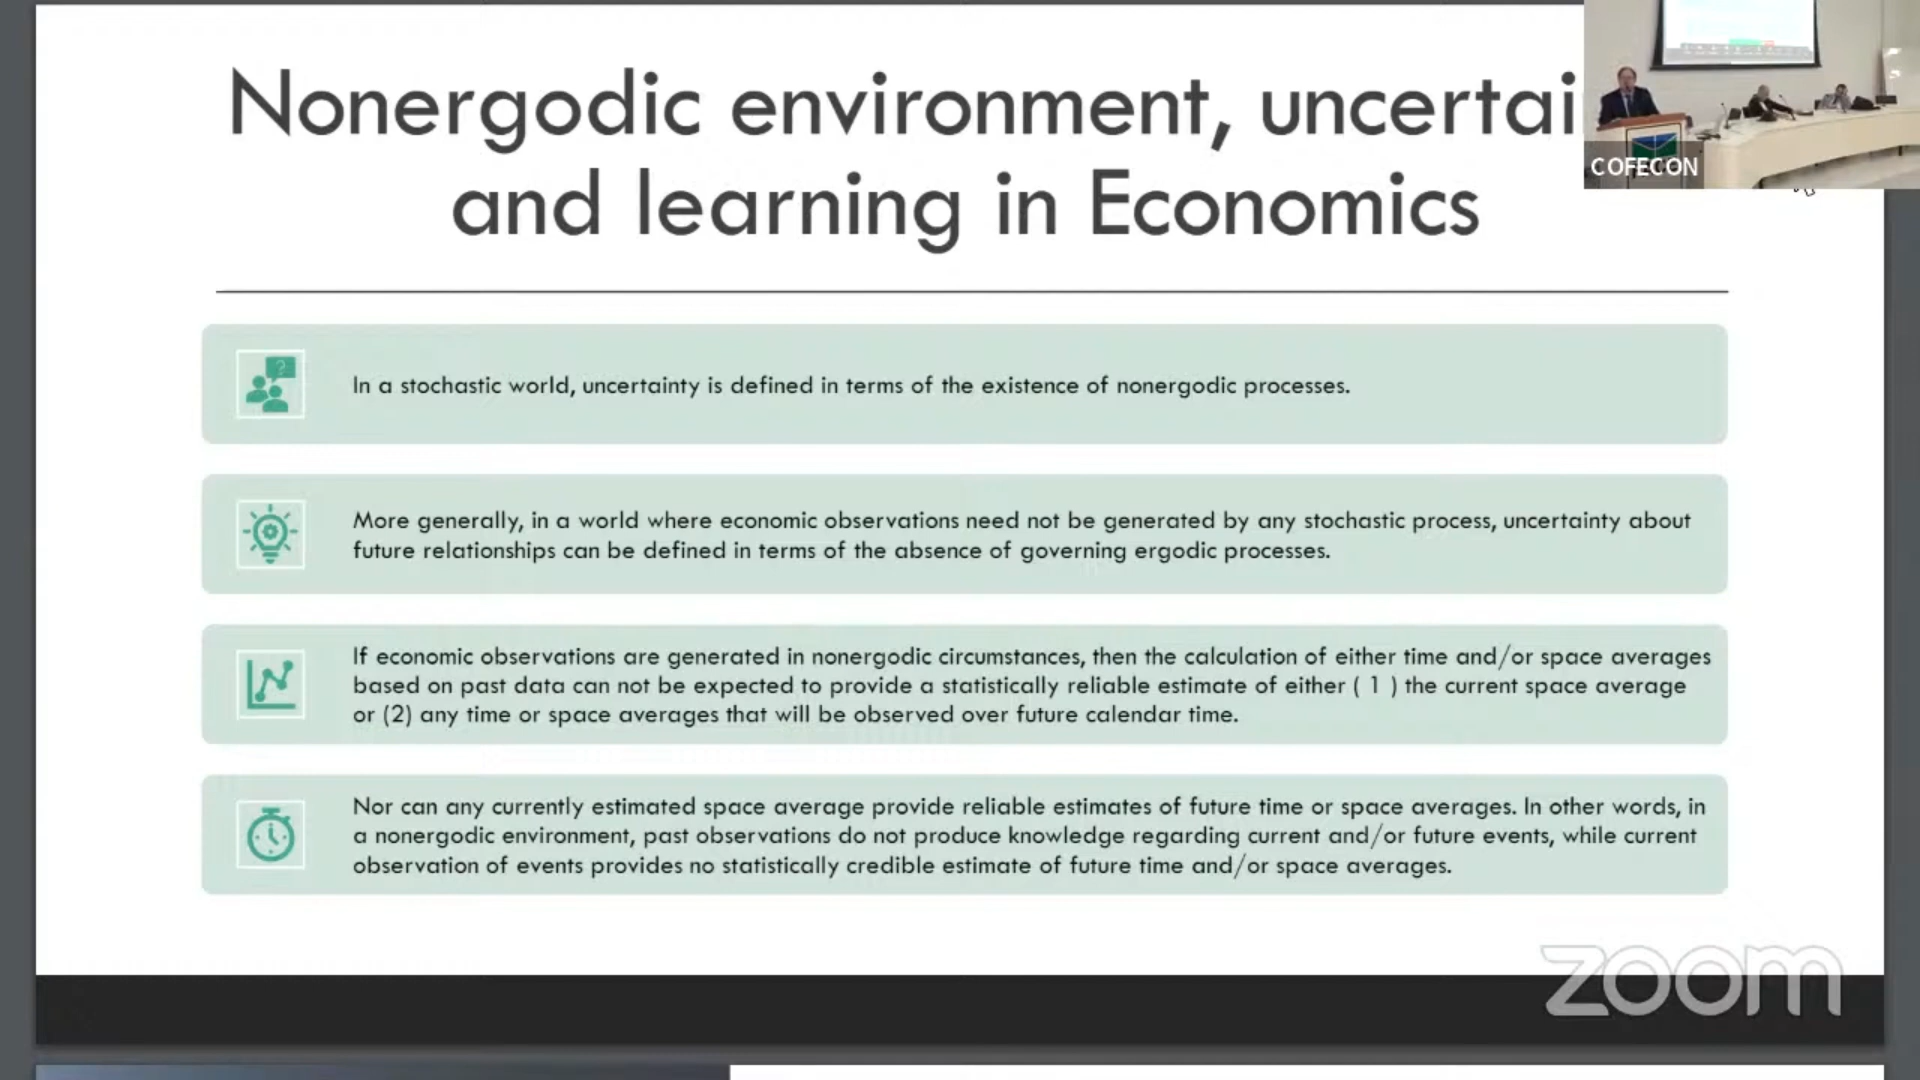 Nonergodic environment, uncertai
and learning in Economics
COFECON
?
In a stochastic world, uncertainty is defined in terms of the existence of nonergodic processes.
More generally, in a world where economic observations need not be generated by any stochastic process, uncertainty about
future relationships can be defined in terms of the absence of governing ergodic processes.
If economic observations are generated in nonergodic circumstances, then the calculation of either time and/or space averages
based on past data can not be expected to provide a statistically reliable estimate of either ( 1 ) the current space average
or (2) any time or space averages that will be observed over future calendar time.
Nor can any currently estimated space average provide reliable estimates of future time or space averages. In other words, in
a nonergodic environment, past observations do not produce knowledge regarding current and/or future events, while current
observation of events provides no statistically credible estimate of future time and/or space averages.
zoom